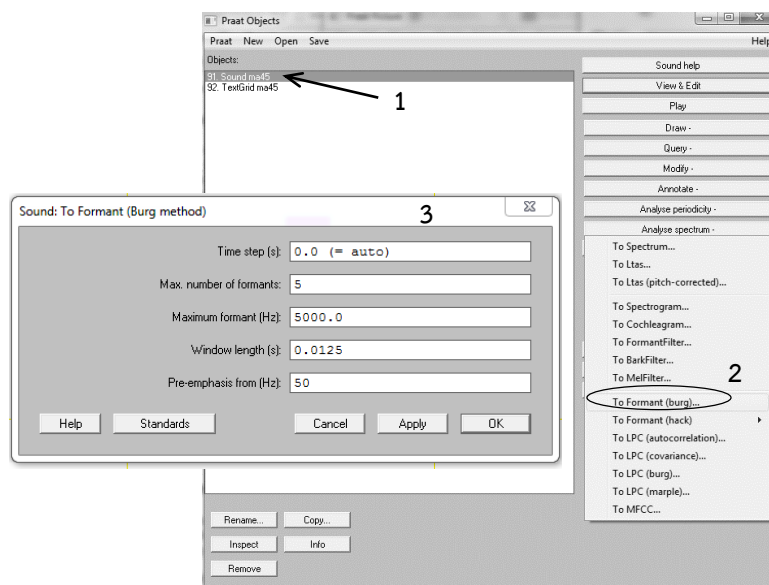 Praat Objects
Praat New Open Save Help
Objects:
91. Sound ma45
92. TextGrid ma45
1
Sound help
View & Edit
Play
Draw -
Query -
Modify -
Annotate -
Analyse periodicity -
Analyse spectrum -
To Spectrum...
To Ltas...
To Ltas (pitch-corrected)...
To Spectrogram...
To Cochleagram...
To FormantFilter...
To BarkFilter...
To MelFilter...
2
To Formant (burg)...
To Formant (hack)
To LPC (autocorrelation)...
To LPC (covariance)...
To LPC (burg)...
To LPC (marple)...
To MFCC...
Sound: To Formant (Burg method)
3
Time step (s): 0.0 (= auto)
Max. number of formants: 5
Maximum formant (Hz): 5000.0
Window length (s): 0.0125
Pre-emphasis from (Hz): 50
Help Standards Cancel Apply OK
Rename... Copy...
Inspect Info
Remove